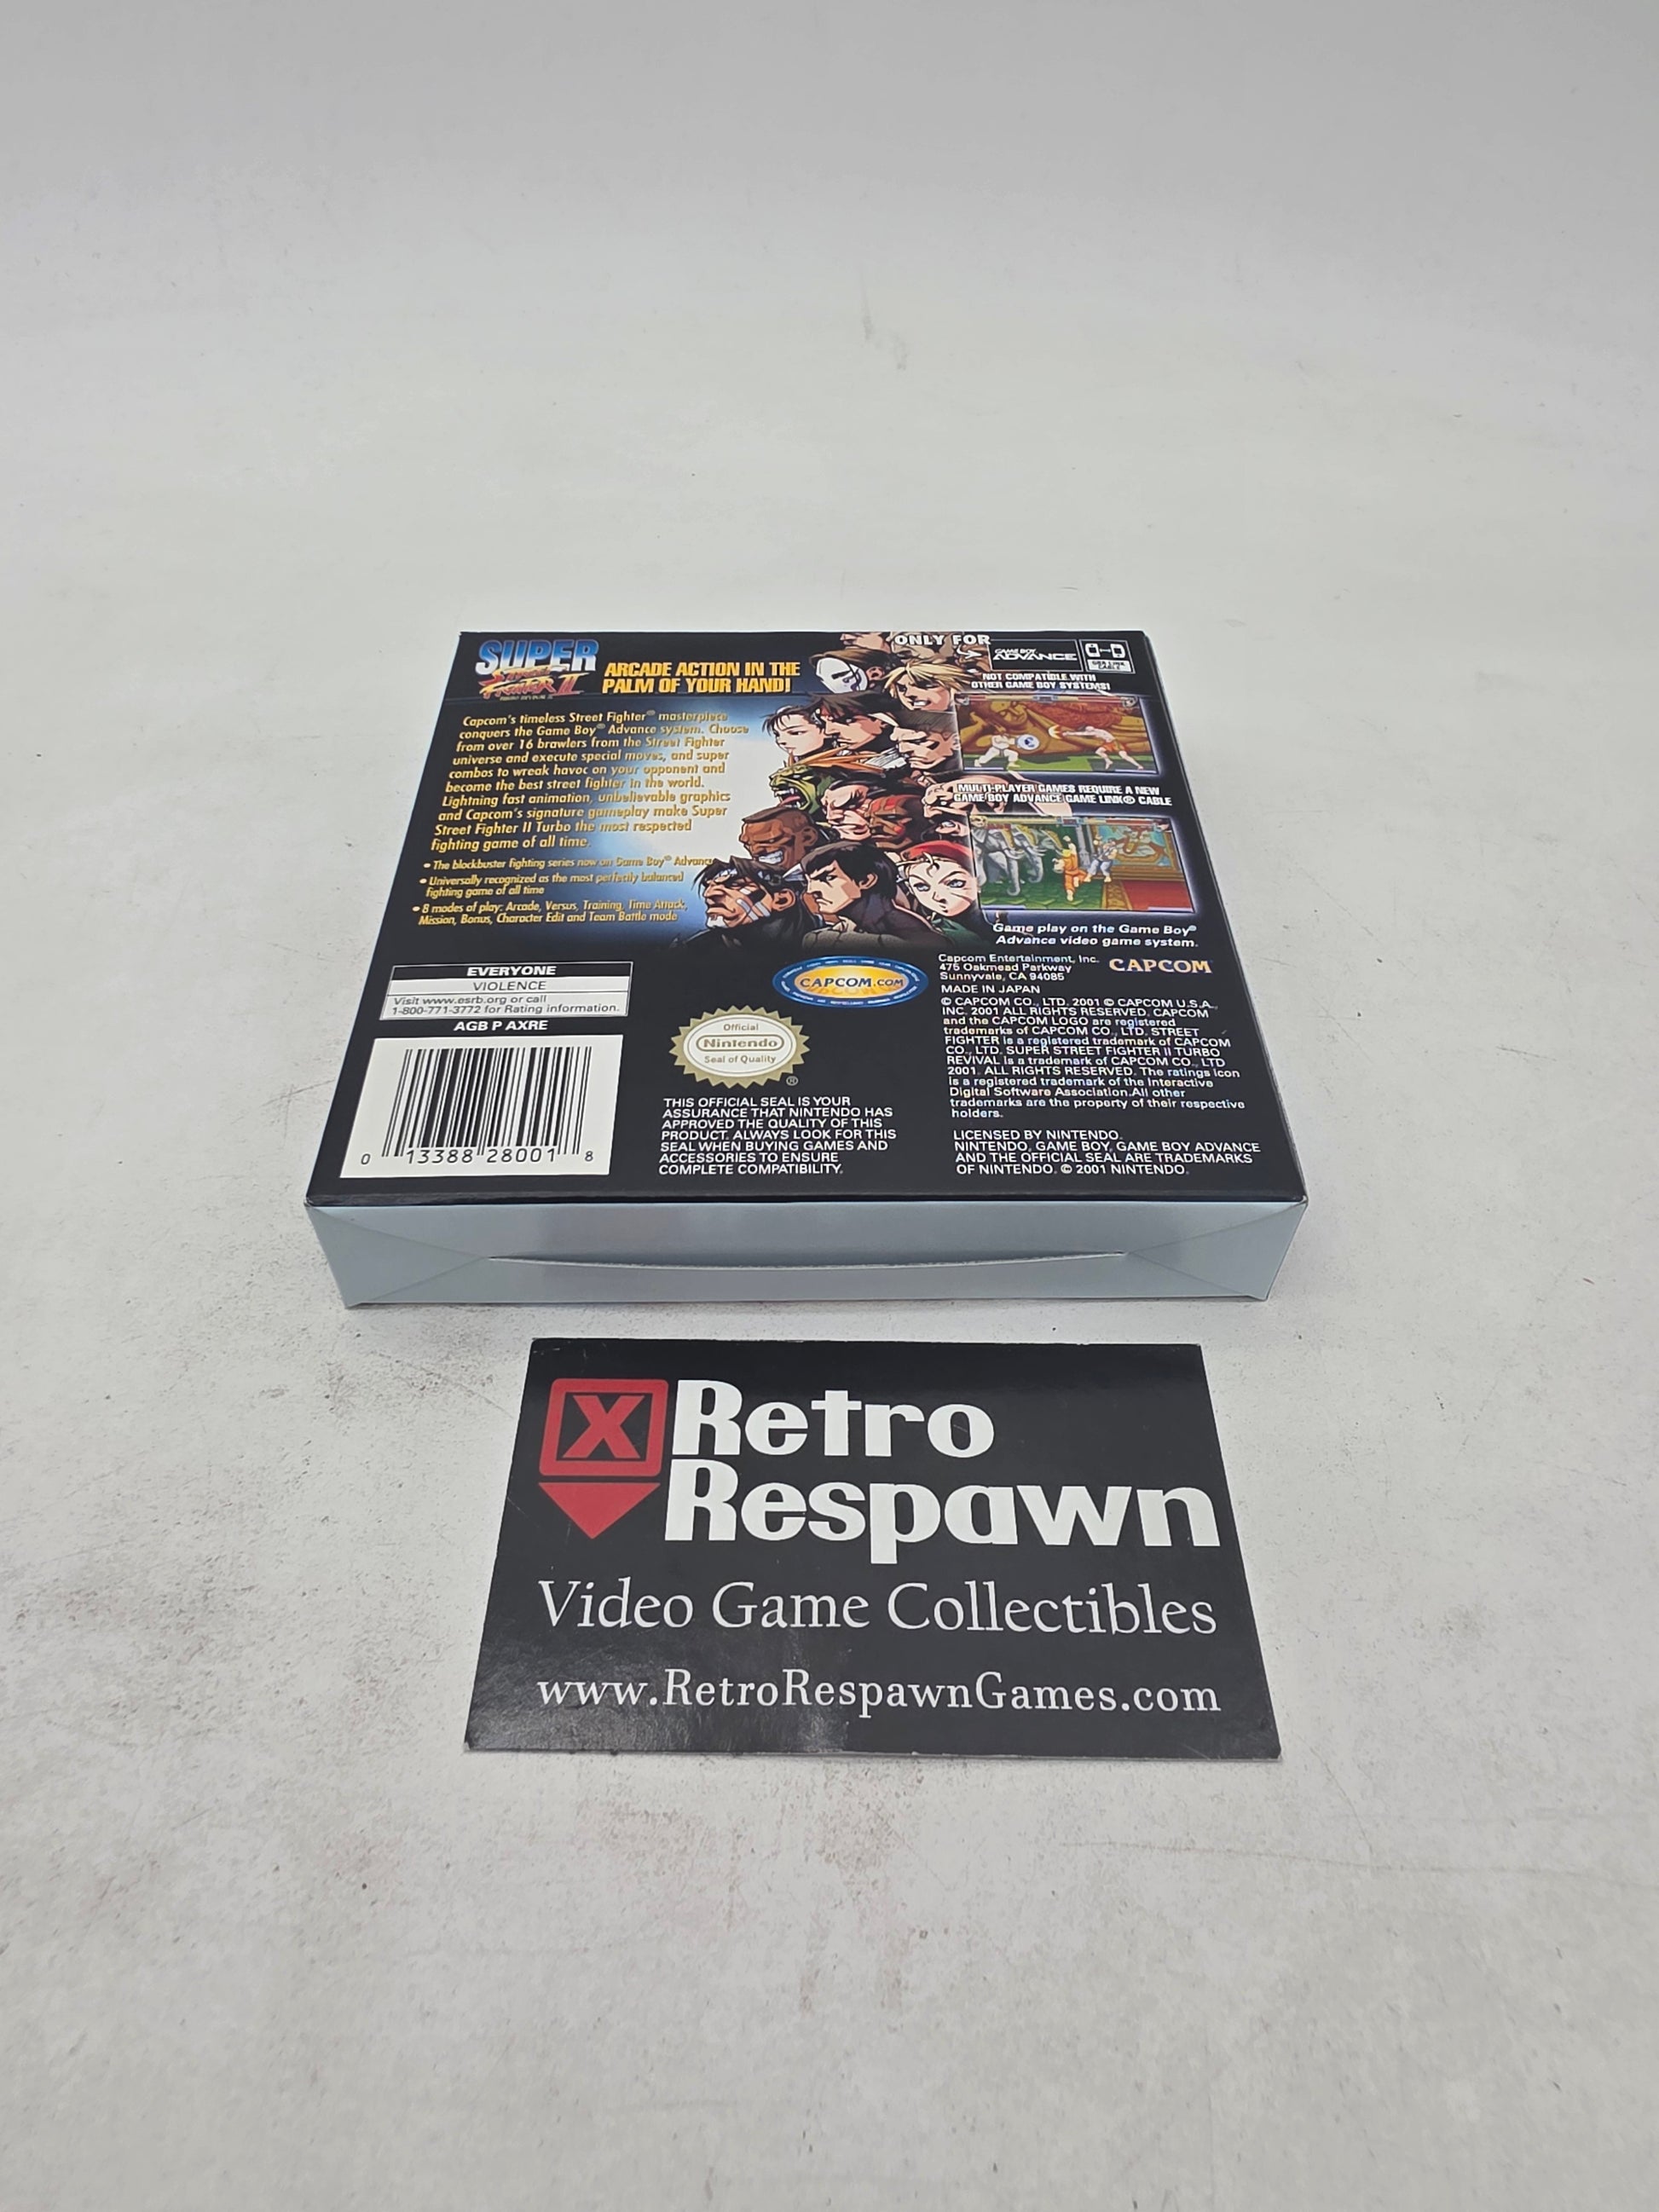 SUPER
STREET
FIGHTER II
ARCADE ACTION IN THE
PALM OF YOUR HAND!
ONLY FOR
GAME BOY
ADVANCE
GBA LINK
CABLE
NOT COMPATIBLE WITH
OTHER GAME BOY SYSTEMS!
Capcom's timeless Street Fighter® masterpiece
conquers the Game Boy® Advance system. Choose
from over 16 brawlers from the Street Fighter
universe and execute special moves, and super
combos to wreak havoc on your opponent and
become the best street fighter in the world.
Lightning fast animation, unbelievable graphics
and Capcom's signature gameplay make Super
Street Fighter II Turbo the most respected
fighting game of all time.
• The blockbuster fighting series now on Game Boy® Advance
• Universally recognized as the most perfectly balanced
fighting game of all time
• 8 modes of play: Arcade, Versus, Training, Time Attack,
Mission, Bonus, Character Edit and Team Battle mode
MULTI-PLAYER GAMES REQUIRE A NEW
GAME BOY ADVANCE GAME LINK® CABLE
Game play on the Game Boy®
Advance video game system.
EVERYONE
VIOLENCE
Visit www.esrb.org or call
1-800-771-3772 for Rating information.
AGB P AXRE
0 13388 28001 8
CAPCOM.COM
Official
Nintendo
Seal of Quality
®
THIS OFFICIAL SEAL IS YOUR
ASSURANCE THAT NINTENDO HAS
APPROVED THE QUALITY OF THIS
PRODUCT. ALWAYS LOOK FOR THIS
SEAL WHEN BUYING GAMES AND
ACCESSORIES TO ENSURE
COMPLETE COMPATIBILITY.
Capcom Entertainment, Inc.
475 Oakmead Parkway
Sunnyvale, CA 94085
CAPCOM
MADE IN JAPAN
© CAPCOM CO., LTD. 2001 © CAPCOM U.S.A.,
INC. 2001 ALL RIGHTS RESERVED. CAPCOM
and the CAPCOM LOGO are registered
trademarks of CAPCOM CO., LTD. STREET
FIGHTER is a registered trademark of CAPCOM
CO., LTD. SUPER STREET FIGHTER II TURBO
REVIVAL is a trademark of CAPCOM CO., LTD
2001. ALL RIGHTS RESERVED. The ratings icon
is a registered trademark of the Interactive
Digital Software Association.All other
trademarks are the property of their respective
holders.
LICENSED BY NINTENDO.
NINTENDO, GAME BOY, GAME BOY ADVANCE
AND THE OFFICIAL SEAL ARE TRADEMARKS
OF NINTENDO. © 2001 NINTENDO.
X
Retro
Respawn
Video Game Collectibles
www.RetroRespawnGames.com